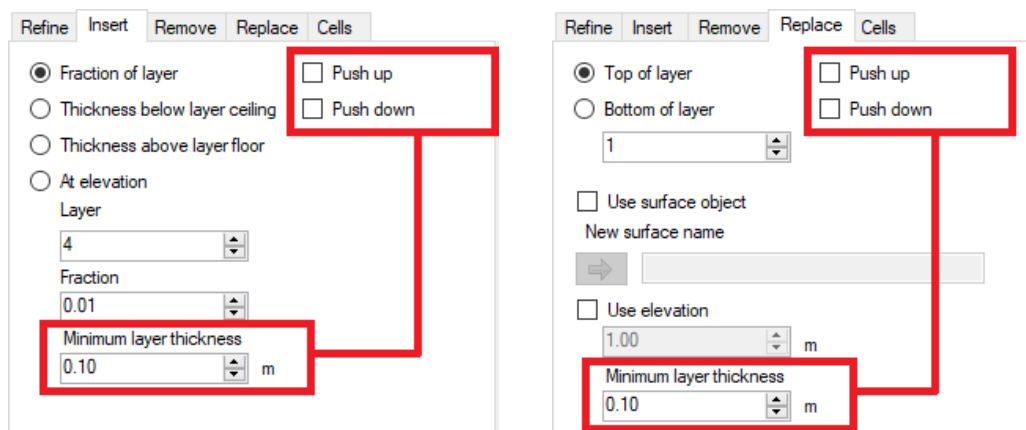 Refine Insert Remove Replace Cells
Fraction of layer Push up
Thickness below layer ceiling Push down
Thickness above layer floor
At elevation
Layer
4
Fraction
0.01
Minimum layer thickness
0.10 m
Refine Insert Remove Replace Cells
Top of layer Push up
Bottom of layer Push down
1
Use surface object
New surface name
Use elevation
1.00 m
Minimum layer thickness
0.10 m